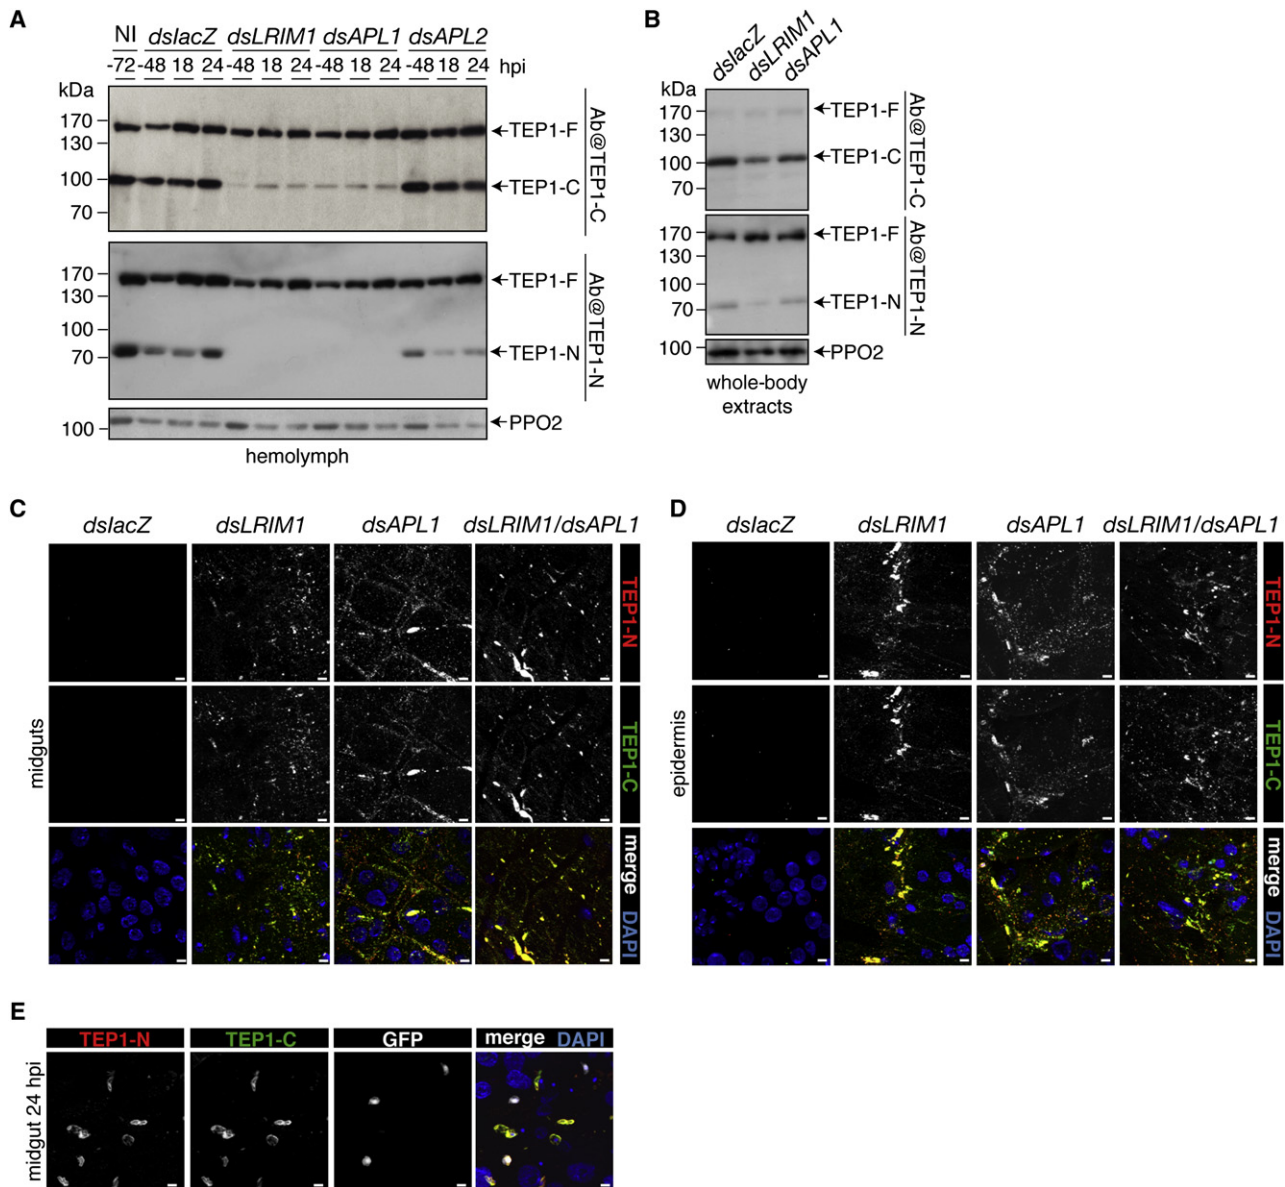 A
NI dslacZ dsLRIM1 dsAPL1 dsAPL2
-72 -48 18 24 -48 18 24 -48 18 24 -48 18 24 hpi
kDa
170
130
100
70
TEP1-F
TEP1-C
Ab@TEP1-C
170
130
100
70
TEP1-F
TEP1-N
Ab@TEP1-N
100
PPO2
hemolymph
B
dslacZ dsLRIM1 dsAPL1
kDa
170
130
100
70
TEP1-F
TEP1-C
Ab@TEP1-C
170
130
100
70
TEP1-F
TEP1-N
Ab@TEP1-N
100
PPO2
whole-body
extracts
C
dslacZ dsLRIM1 dsAPL1 dsLRIM1/dsAPL1
midguts
TEP1-N
TEP1-C
merge DAPI
D
dslacZ dsLRIM1 dsAPL1 dsLRIM1/dsAPL1
epidermis
TEP1-N
TEP1-C
merge DAPI
E
TEP1-N TEP1-C GFP merge DAPI
midgut 24 hpi